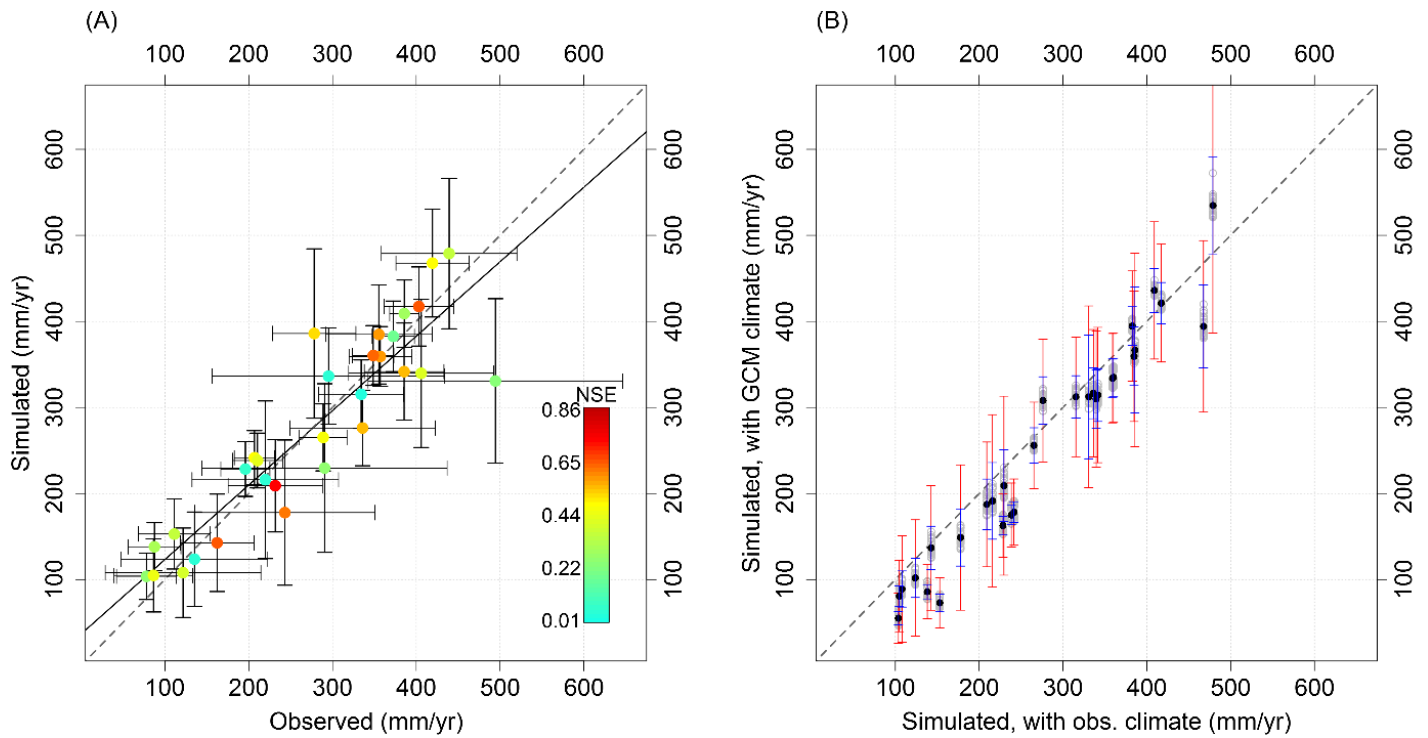 (A)
100 200 300 400 500 600
Simulated (mm/yr)
600
500
400
300
200
100
600
500
400
300
200
100
NSE
0.86
0.65
0.44
0.22
0.01
100 200 300 400 500 600
Observed (mm/yr)
(B)
100 200 300 400 500 600
Simulated, with GCM climate (mm/yr)
600
500
400
300
200
100
600
500
400
300
200
100
100 200 300 400 500 600
Simulated, with obs. climate (mm/yr)